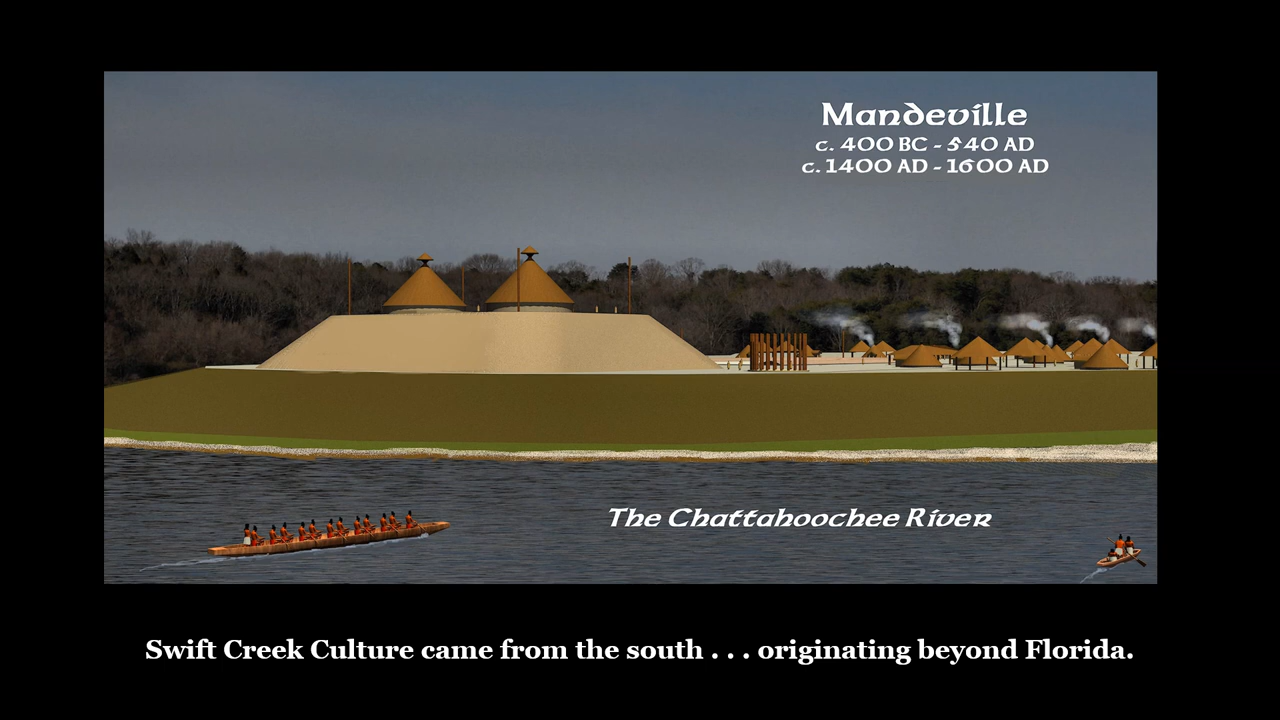 Mandeville
c. 400 BC - 540 AD
c. 1400 AD - 1600 AD
The Chattahoochee River
Swift Creek Culture came from the south . . . originating beyond Florida.